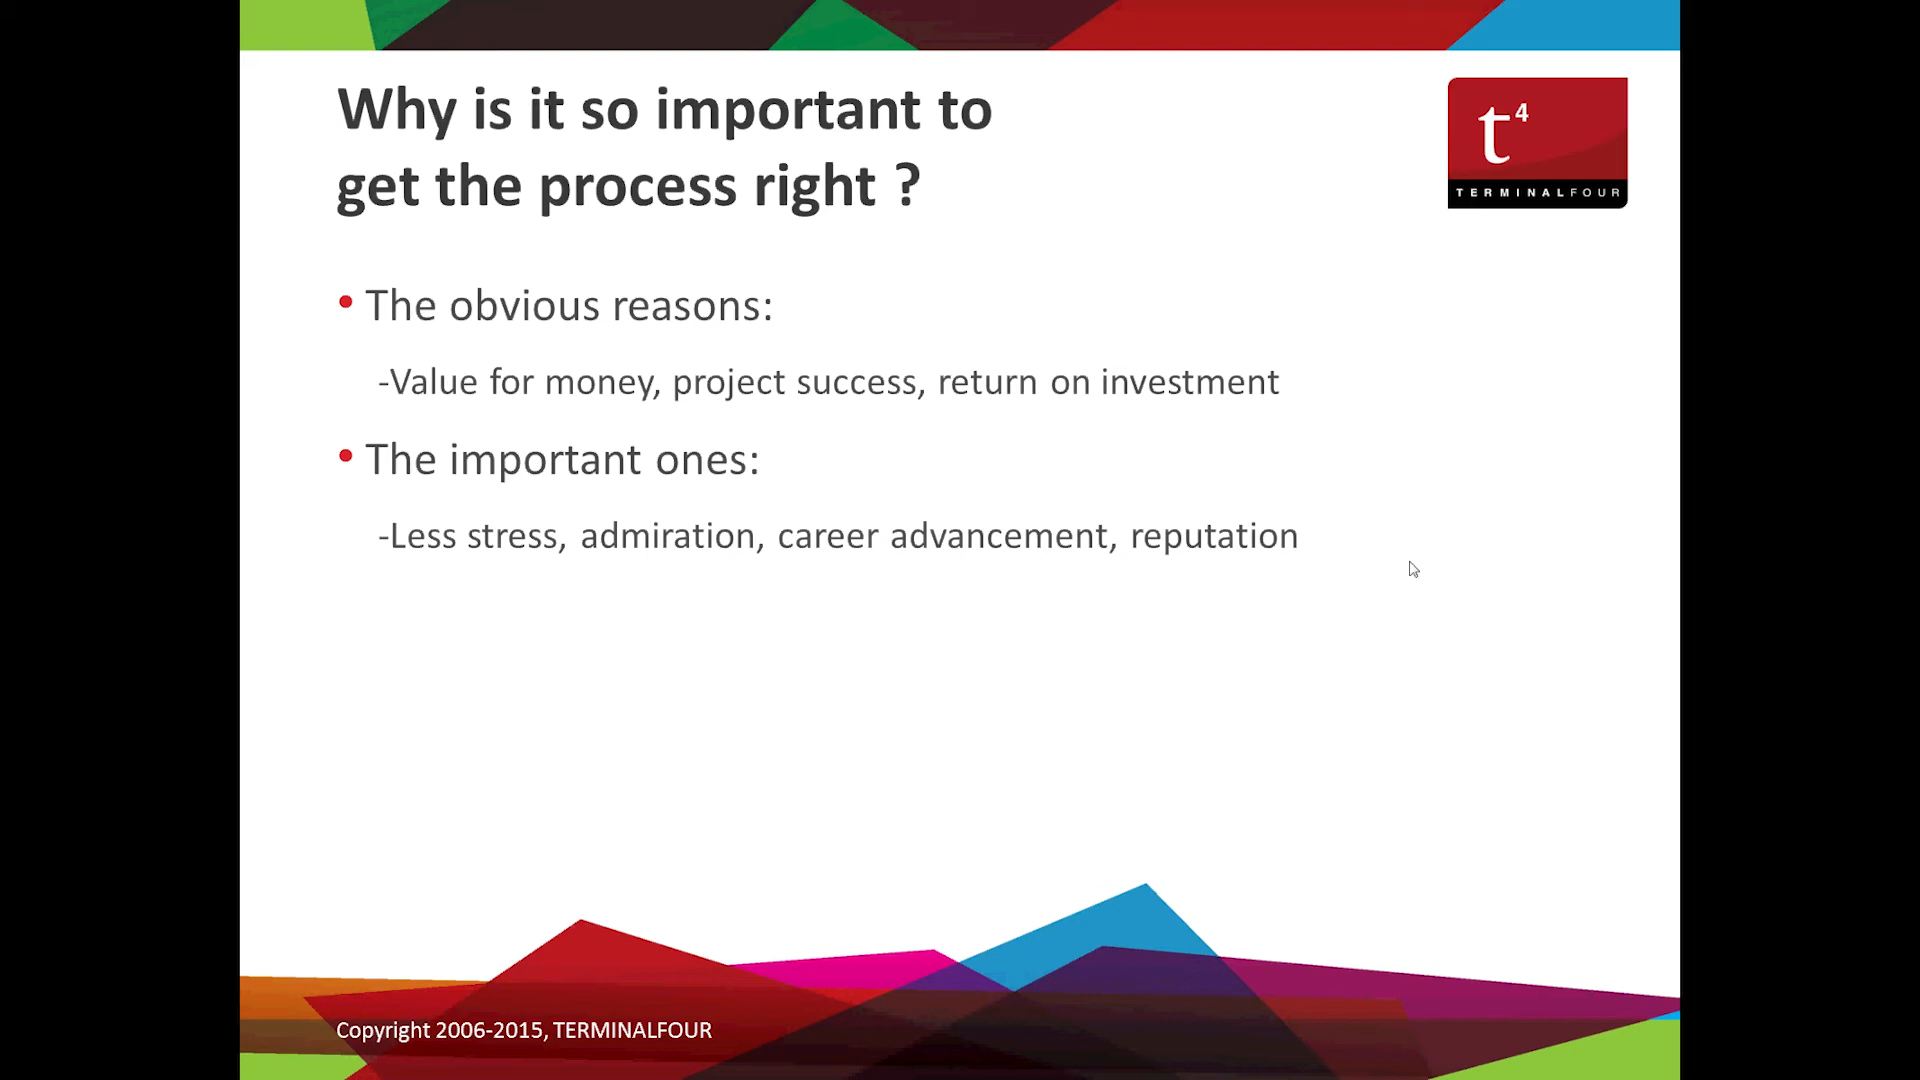 Why is it so important to
get the process right ?
t4
TERMINALFOUR
• The obvious reasons:
-Value for money, project success, return on investment
• The important ones:
-Less stress, admiration, career advancement, reputation
Copyright 2006-2015, TERMINALFOUR